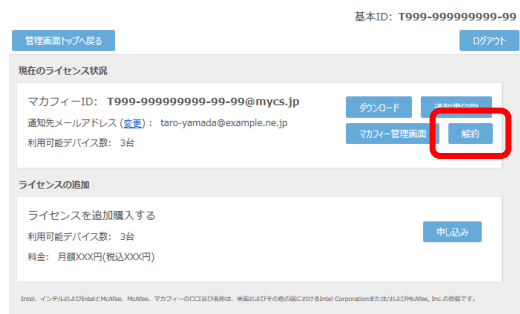 基本ID: T999-999999999-99
管理画面トップへ戻る
ログアウト
現在のライセンス状況
マカフィーID: T999-999999999-99-99@mycs.jp
ダウンロード
通知先メールアドレス (変更) : taro-yamada@example.ne.jp
利用可能デバイス数: 3台
マカフィー管理画面
解約
ライセンスの追加
ライセンスを追加購入する
利用可能デバイス数: 3台
申し込み
料金: 月額XXX円(税込XXX円)
Intel、インテルおよびIntelとMcAfee、McAfee、マカフィーのロゴ及び名称は、米国およびその他の国におけるIntel Corporationまたは/およびMcAfee, Inc.の商標です。